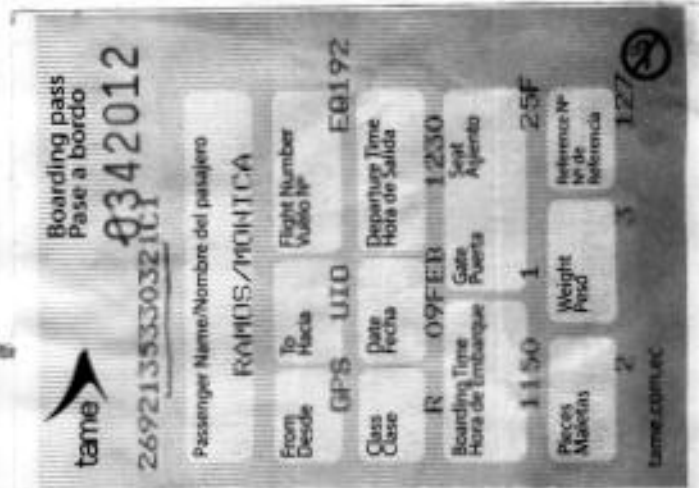 tame
Boarding pass
Pase a bordo
0342012
2692135330321CI
Passenger Name/Nombre del pasajero
RAMOS/MONICA
From
Desde
GPS
To
Hacia
UIO
Flight Number
Vuelo Nº
EQ192
Class
Clase
R
Date
Fecha
09FEB
Departure Time
Hora de Salida
1230
Boarding Time
Hora de Embarque
1150
Gate
Puerta
1
Seat
Asiento
25F
Pieces
Maletas
2
Weight
Peso
3
Reference Nº
Nº de
Referencia
127
tame.com.ec